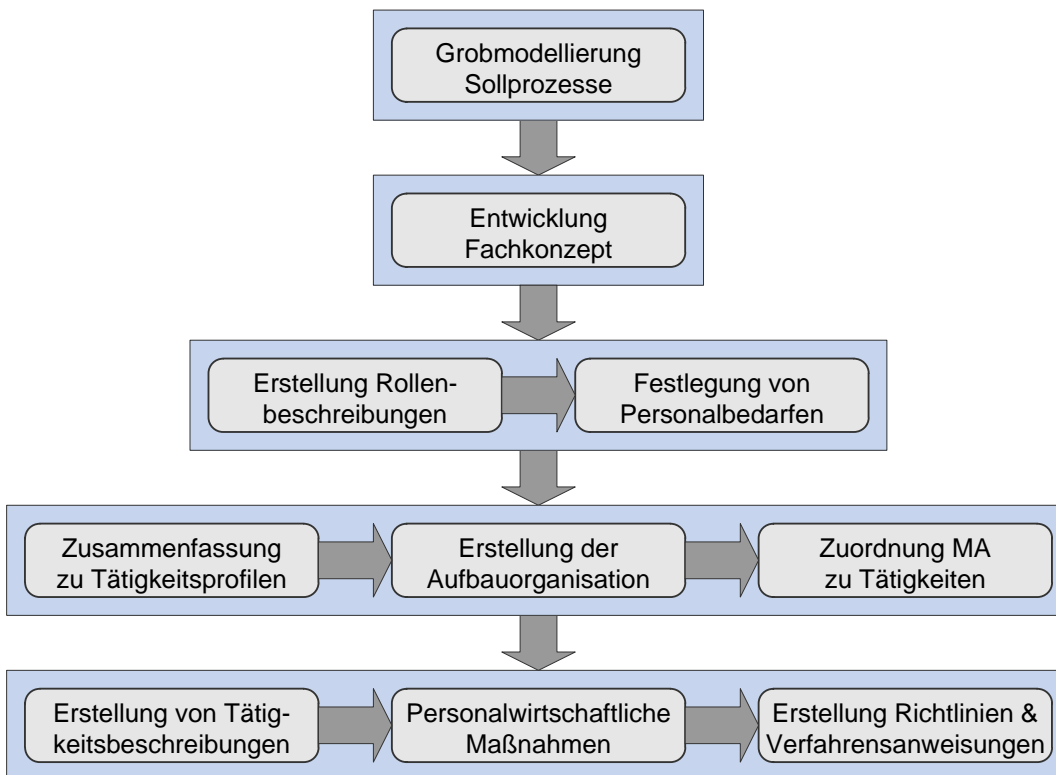 Grobmodellierung
Sollprozesse
Entwicklung
Fachkonzept
Erstellung Rollen-
beschreibungen
Festlegung von
Personalbedarfen
Zusammenfassung
zu Tätigkeitsprofilen
Erstellung der
Aufbauorganisation
Zuordnung MA
zu Tätigkeiten
Erstellung von Tätig-
keitsbeschreibungen
Personalwirtschaftliche
Maßnahmen
Erstellung Richtlinien &
Verfahrensanweisungen